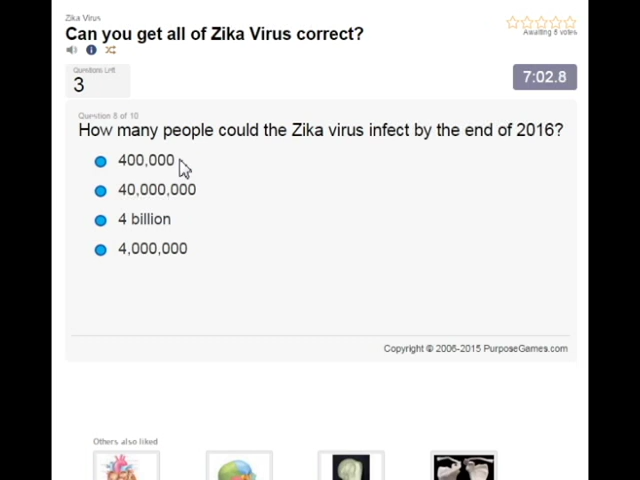 Zika Virus
Can you get all of Zika Virus correct?
Awaiting 5 votes
Questions Left
3
7:02.8
Question 8 of 10
How many people could the Zika virus infect by the end of 2016?
400,000
40,000,000
4 billion
4,000,000
Copyright © 2006-2015 PurposeGames.com
Others also liked